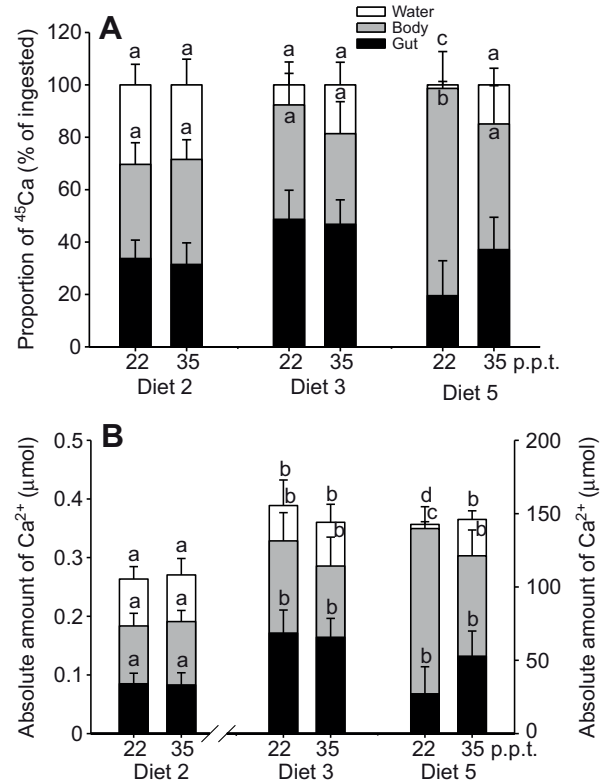 A
Water
Body
Gut
Proportion of ⁴⁵Ca (% of ingested)
120
100
80
60
40
20
0
a a a a c a
a a a a b a
22 35 22 35 22 35 p.p.t.
Diet 2 Diet 3 Diet 5
B
Absolute amount of Ca²⁺ (μmol)
0.5
0.4
0.3
0.2
0.1
0
a a b b d b
a a b b c b
a a b b b b
200
150
100
50
0
Absolute amount of Ca²⁺ (μmol)
22 35 22 35 22 35 p.p.t.
Diet 2 Diet 3 Diet 5